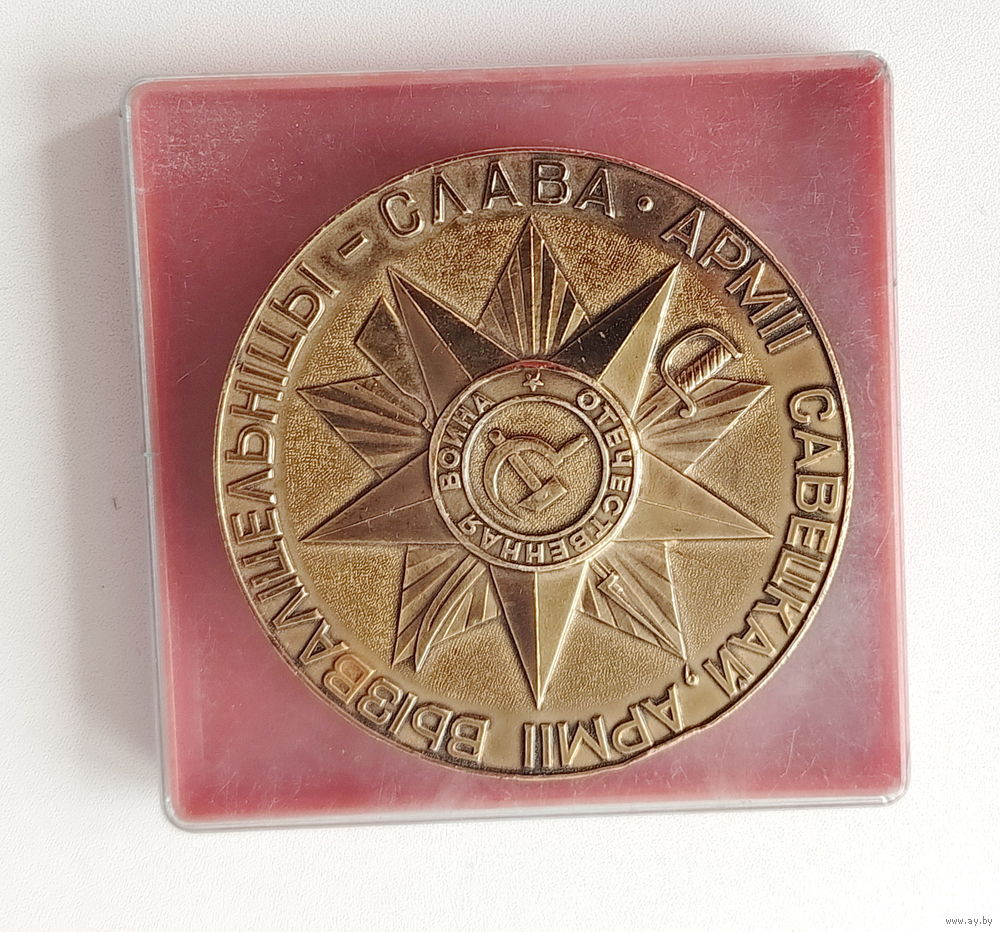 АРМІІ САВЕЦКАЙ, АРМІІ ВЫЗВАЛІЦЕЛЬНІЦЫ – СЛАВА ·
ОТЕЧЕСТВЕННАЯ ВОЙНА
www.ay.by